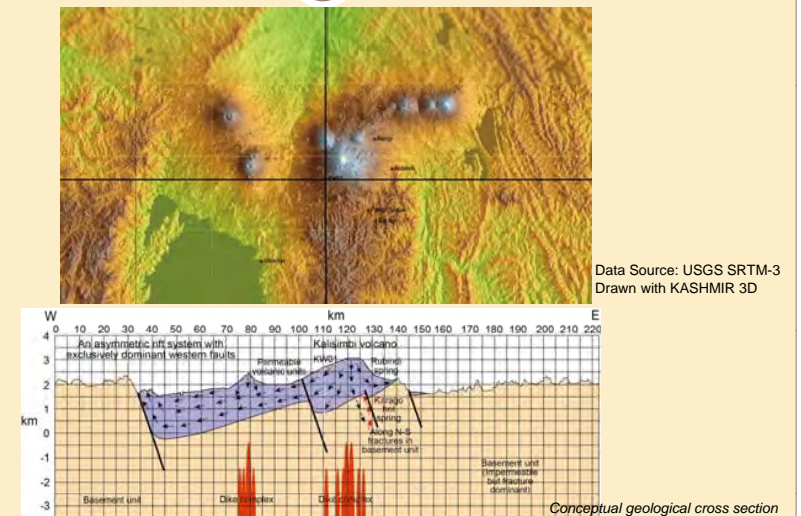 Data Source: USGS SRTM-3
Drawn with KASHMIR 3D
W km E
0 10 20 30 40 50 60 70 80 90 100 110 120 130 140 150 160 170 180 190 200 210 220
4
3
2
1
0
-1
-2
-3
km
An asymmetric rift system with
exclusively dominant western faults
Permeable
volcanic units
Kalisimbi volcano
KW01
Rubindi
spring
Karago
hot
spring
Along N-S
fractures in
basement unit
Basement unit
(Impermeable
but fracture
dominant)
Basement unit
Dike complex
Dike complex
Conceptual geological cross section